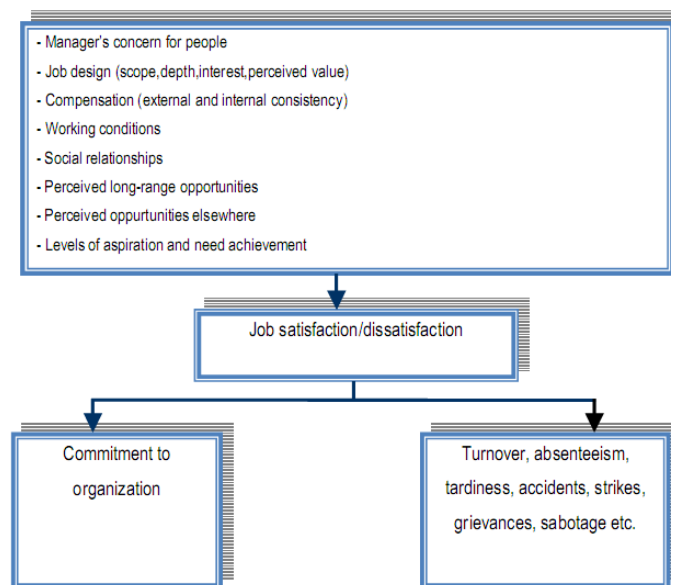 - Manager's concern for people
- Job design (scope,depth,interest,perceived value)
- Compensation (external and internal consistency)
- Working conditions
- Social relationships
- Perceived long-range opportunities
- Perceived oppurtunities elsewhere
- Levels of aspiration and need achievement
Job satisfaction/dissatisfaction
Commitment to
organization
Turnover, absenteeism,
tardiness, accidents, strikes,
grievances, sabotage etc.